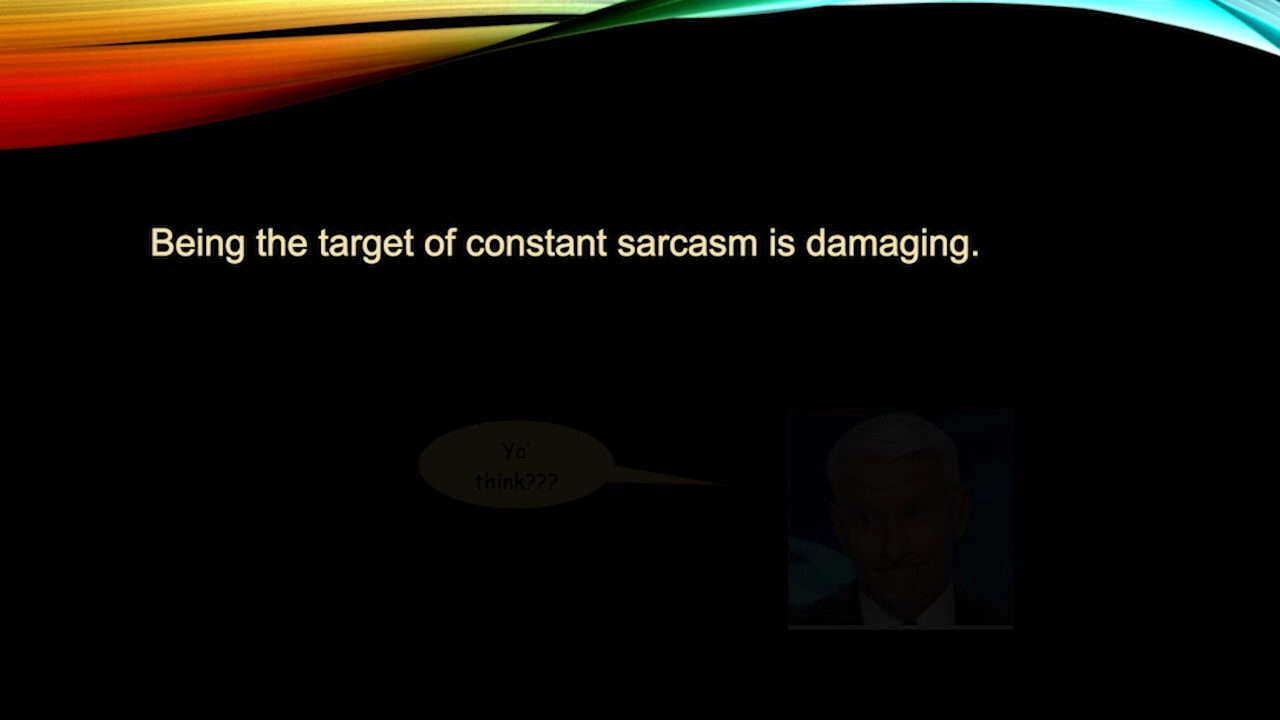 Being the target of constant sarcasm is damaging.
Ya'
think???